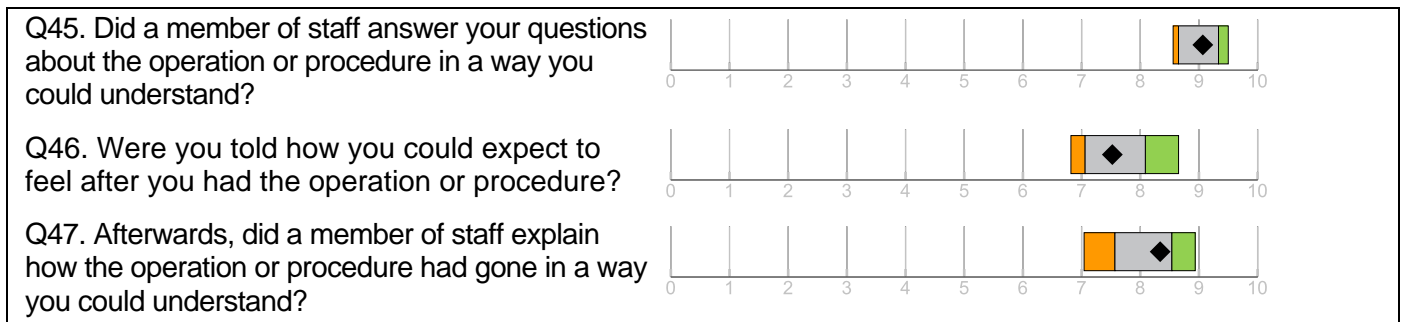 Q45. Did a member of staff answer your questions
about the operation or procedure in a way you
could understand?
0 1 2 3 4 5 6 7 8 9 10
Q46. Were you told how you could expect to
feel after you had the operation or procedure?
0 1 2 3 4 5 6 7 8 9 10
Q47. Afterwards, did a member of staff explain
how the operation or procedure had gone in a way
you could understand?
0 1 2 3 4 5 6 7 8 9 10